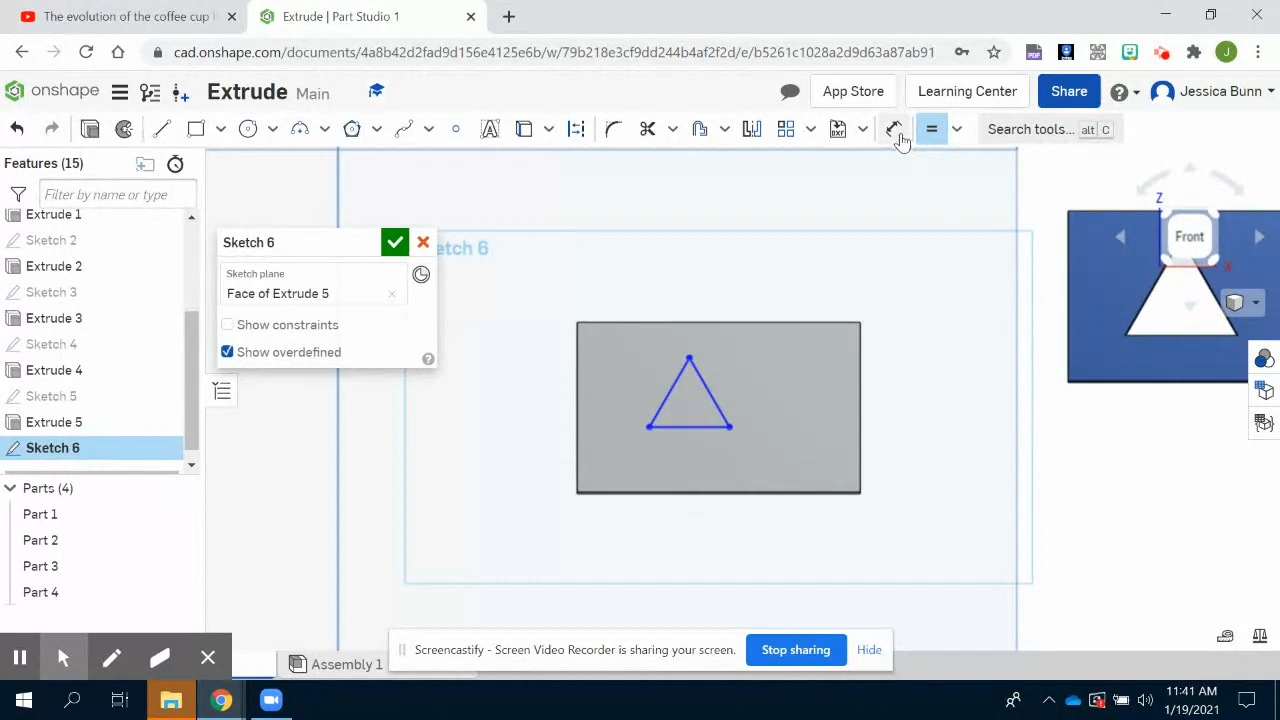 The evolution of the coffee cup l
Extrude | Part Studio 1
cad.onshape.com/documents/4a8b42d2fad9d156e4125e6b/w/79b218e3cf9dd244b4af2f2d/e/b5261c1028a2d9d63a87ab91
PDF
J
onshape
Extrude Main
App Store
Learning Center
Share
Jessica Bunn
DXF
Search tools... alt C
Features (15)
Filter by name or type
Extrude 1
Sketch 2
Extrude 2
Sketch 3
Extrude 3
Sketch 4
Extrude 4
Sketch 5
Extrude 5
Sketch 6
Parts (4)
Part 1
Part 2
Part 3
Part 4
Sketch 6
Sketch plane
Face of Extrude 5
Show constraints
Show overdefined
etch 6
Z
Front
X
Screencastify - Screen Video Recorder is sharing your screen.
Stop sharing
Hide
Assembly 1
11:41 AM
1/19/2021